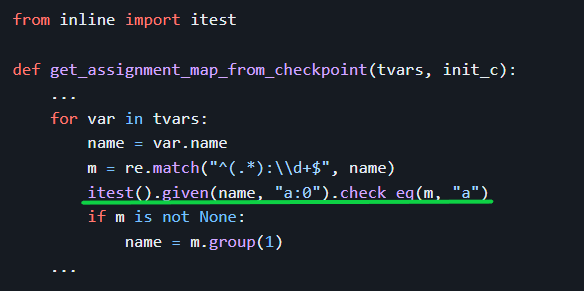 from inline import itest
def get_assignment_map_from_checkpoint(tvars, init_c):
...
for var in tvars:
name = var.name
m = re.match("^(.*):\\d+$", name)
itest().given(name, "a:0").check_eq(m, "a")
if m is not None:
name = m.group(1)
...